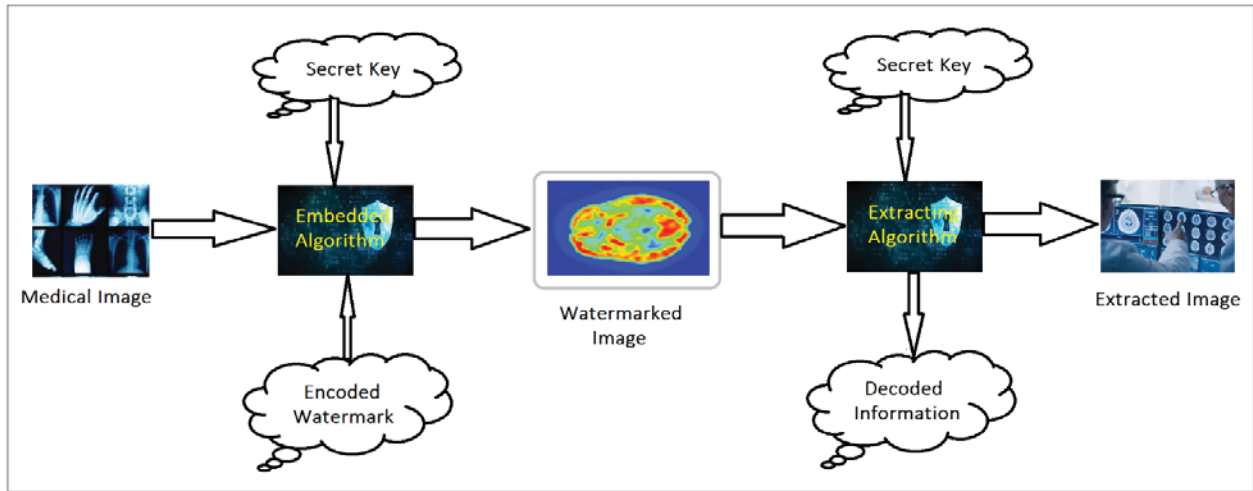 Secret Key
Secret Key
Embedded
Algorithm
Extracting
Algorithm
Medical Image
Watermarked
Image
Extracted Image
Encoded
Watermark
Decoded
Information